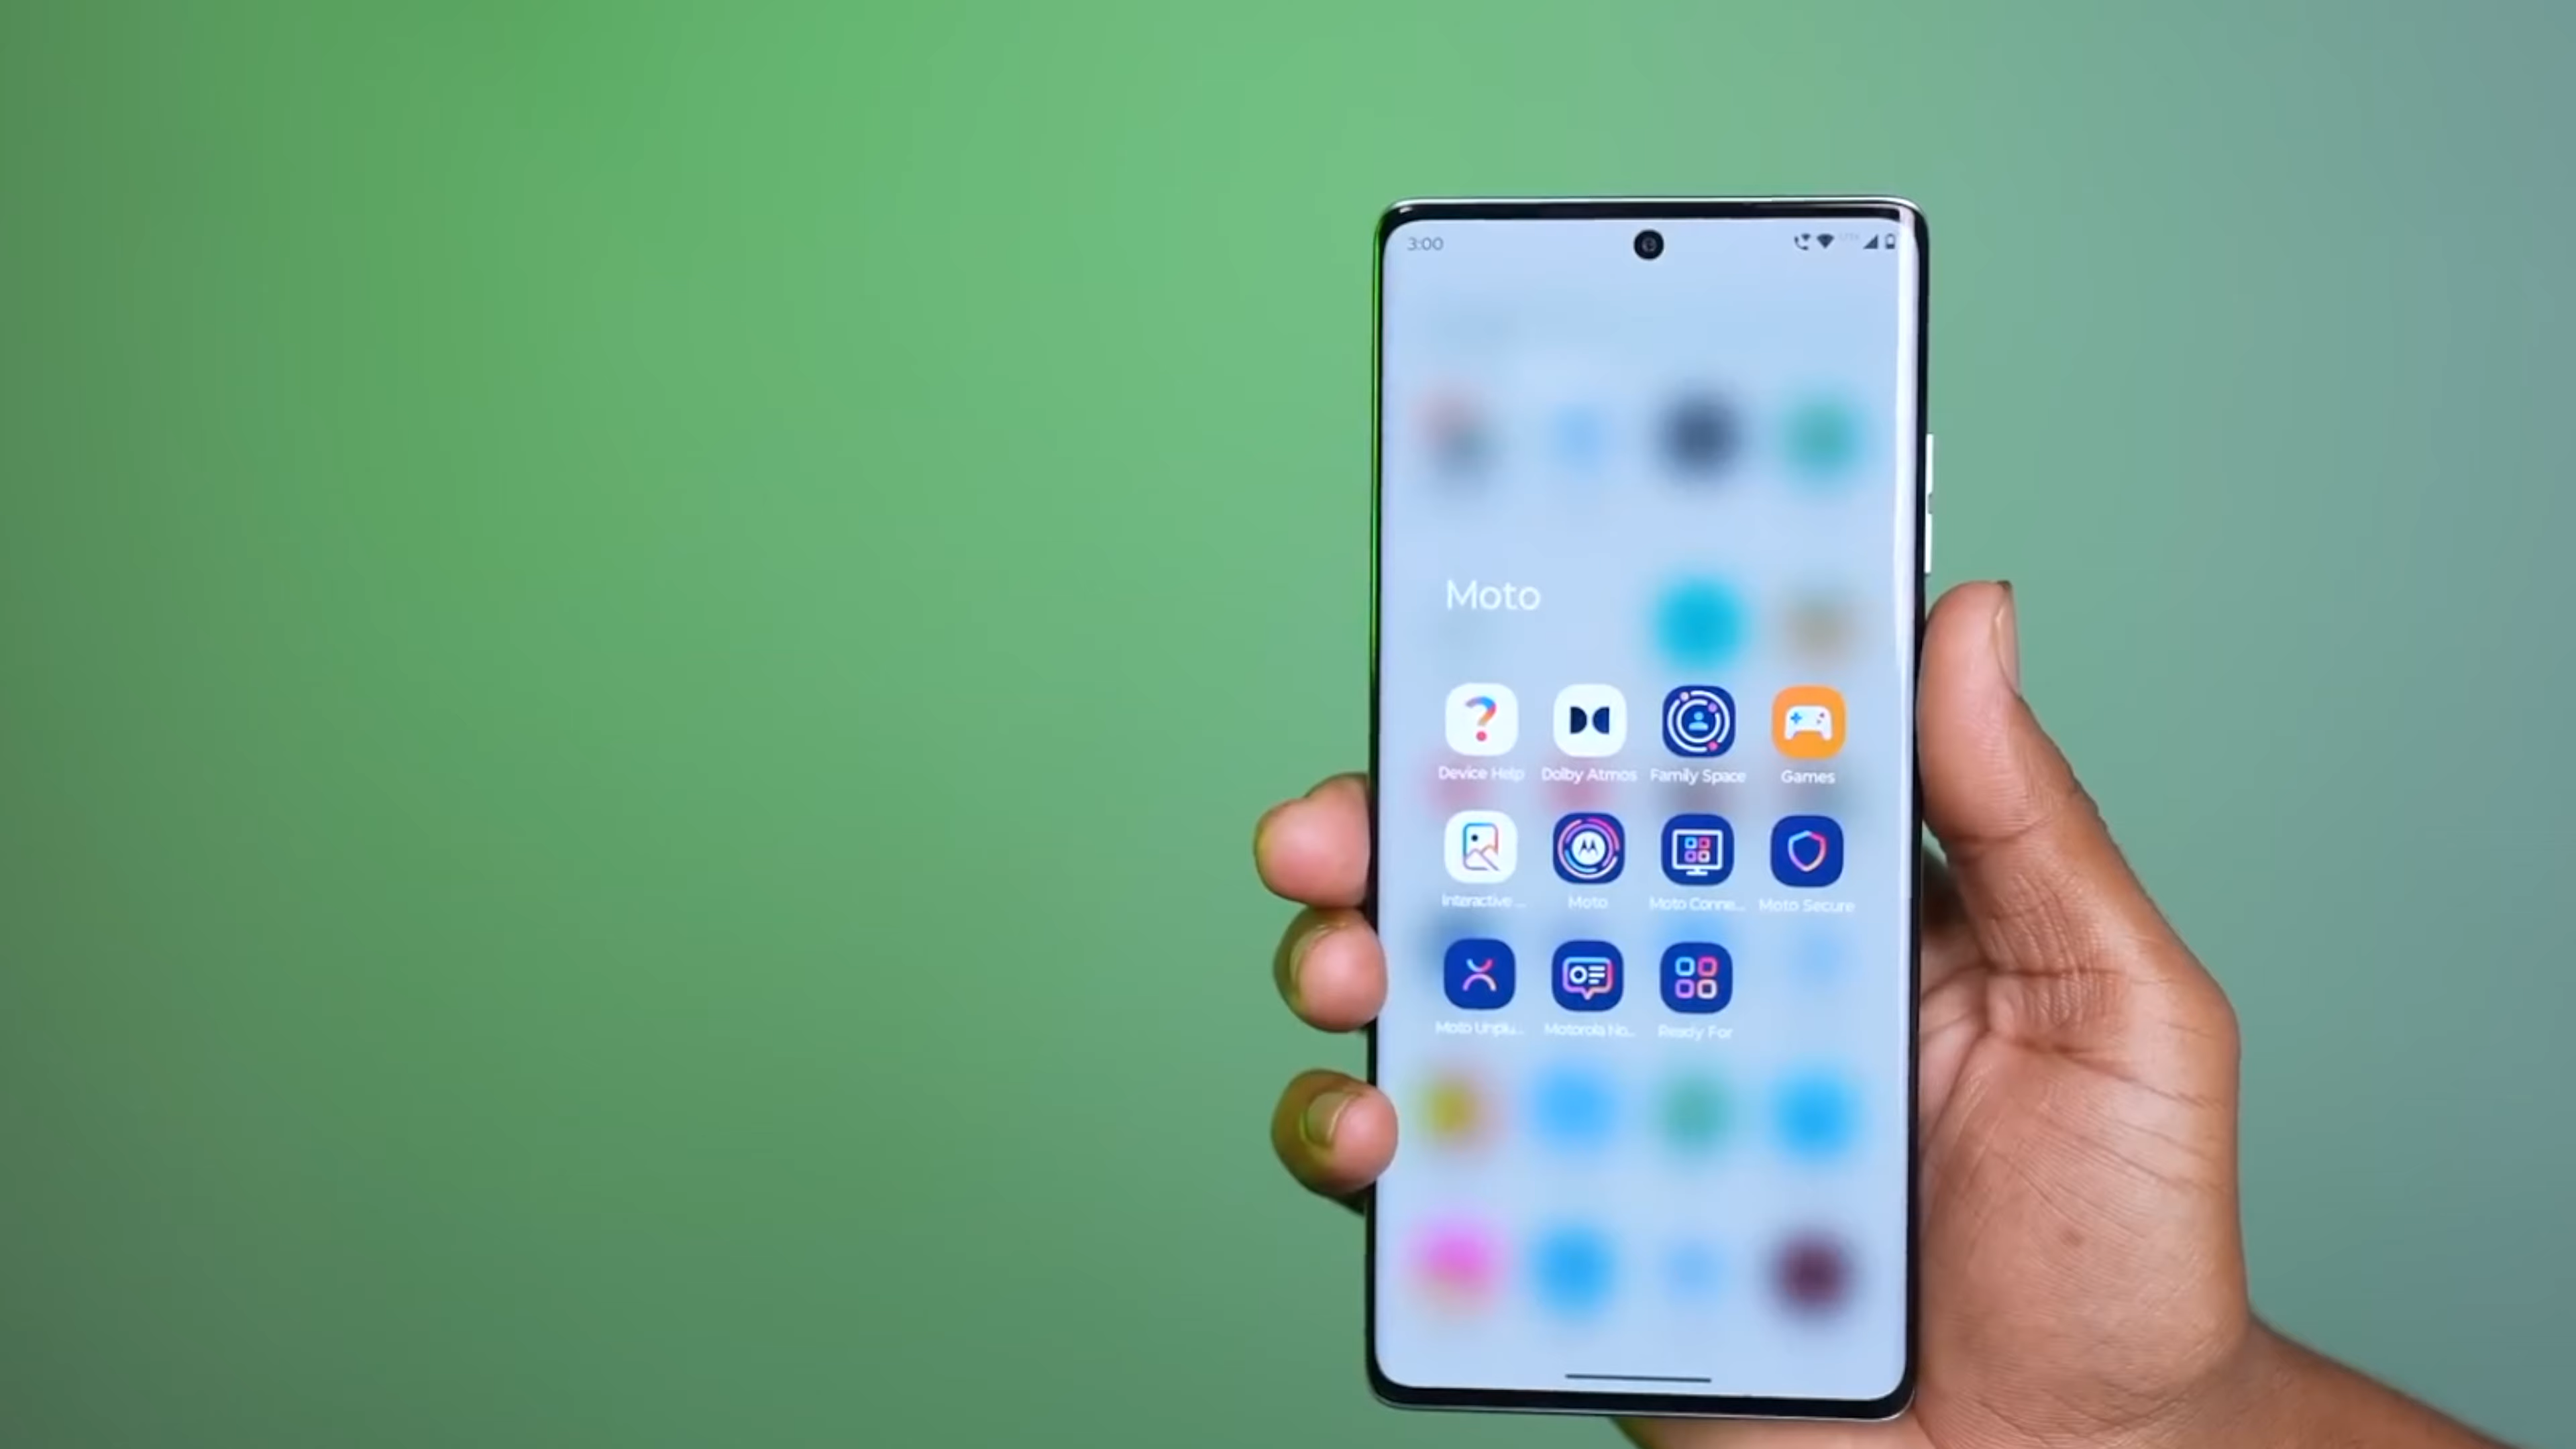 3:00
Moto
Device Help Dolby Atmos Family Space Games
Interactive ... Moto Moto Conne... Moto Secure
Moto Unplu... Motorola No... Ready For